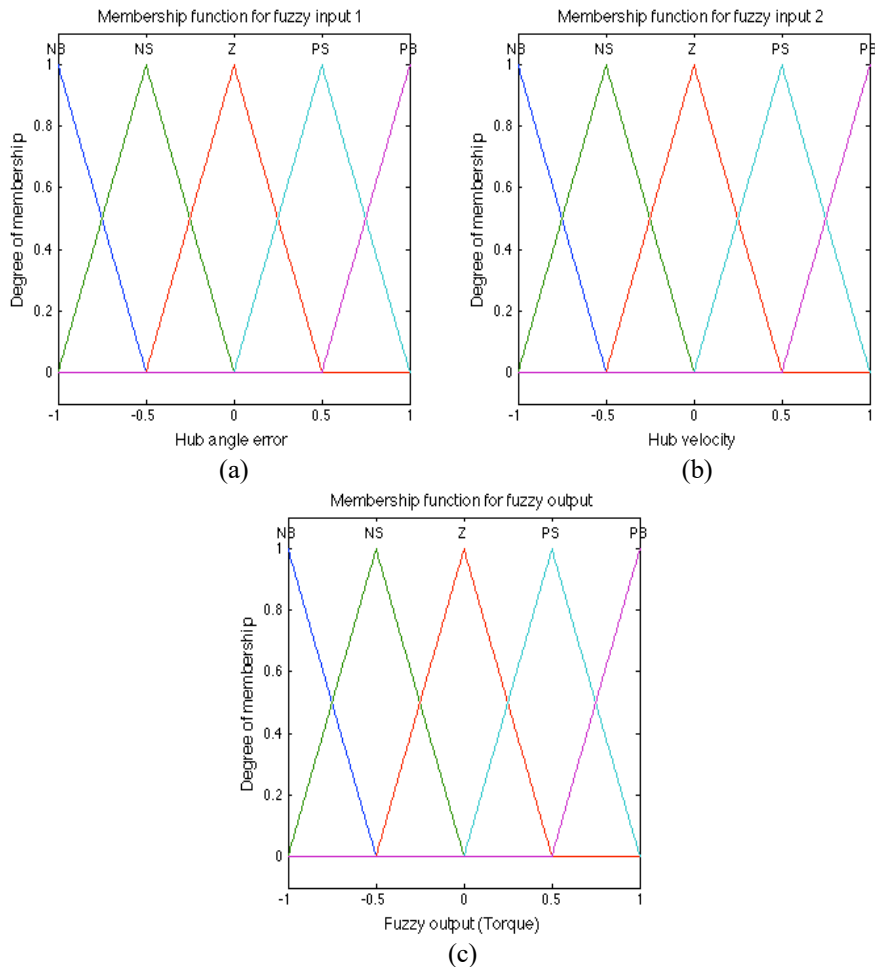 Membership function for fuzzy input 1
NB NS Z PS PB
1
0.8
0.6
0.4
0.2
0
Degree of membership
-1 -0.5 0 0.5 1
Hub angle error
(a)
Membership function for fuzzy input 2
NB NS Z PS PB
1
0.8
0.6
0.4
0.2
0
Degree of membership
-1 -0.5 0 0.5 1
Hub velocity
(b)
Membership function for fuzzy output
NB NS Z PS PB
1
0.8
0.6
0.4
0.2
0
Degree of membership
-1 -0.5 0 0.5 1
Fuzzy output (Torque)
(c)